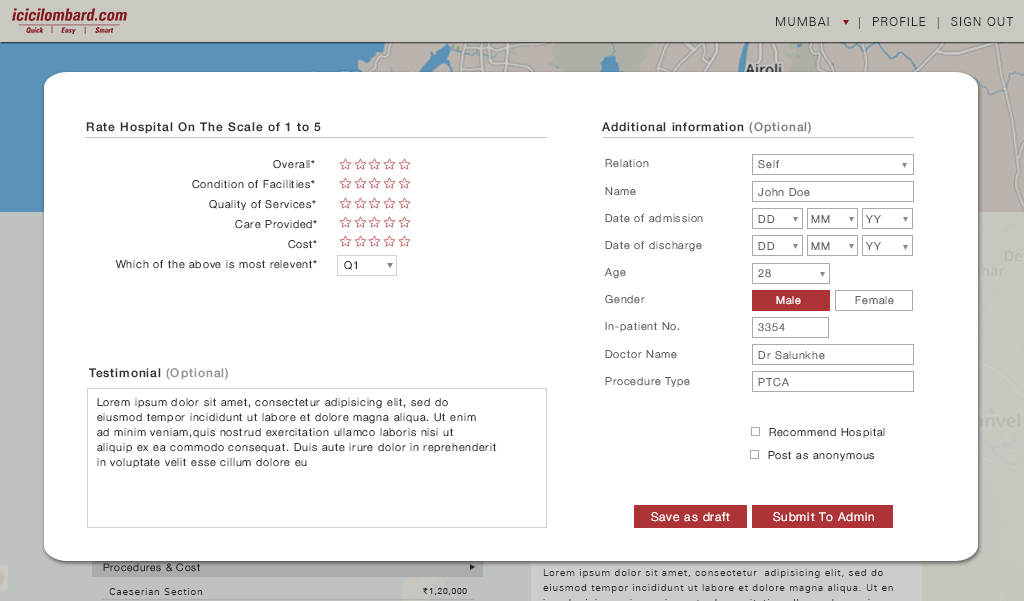 icicilombard.com
Quick | Easy | Smart
MUMBAI ▼ | PROFILE | SIGN OUT
Airoli
Rate Hospital On The Scale of 1 to 5
Overall*
Condition of Facilities*
Quality of Services*
Care Provided*
Cost*
Which of the above is most relevent* Q1
Testimonial (Optional)
Lorem ipsum dolor sit amet, consectetur adipisicing elit, sed do
eiusmod tempor incididunt ut labore et dolore magna aliqua. Ut enim
ad minim veniam,quis nostrud exercitation ullamco laboris nisi ut
aliquip ex ea commodo consequat. Duis aute irure dolor in reprehenderit
in voluptate velit esse cillum dolore eu
Additional information (Optional)
Relation Self
Name John Doe
Date of admission DD MM YY
Date of discharge DD MM YY
Age 28
Gender Male Female
In-patient No. 3354
Doctor Name Dr Salunkhe
Procedure Type PTCA
Recommend Hospital
Post as anonymous
Save as draft Submit To Admin
Procedures & Cost
Caeserian Section ₹1,20,000
Lorem ipsum dolor sit amet, consectetur adipisicing elit, sed do
eiusmod tempor incididunt ut labore et dolore magna aliqua. Ut en